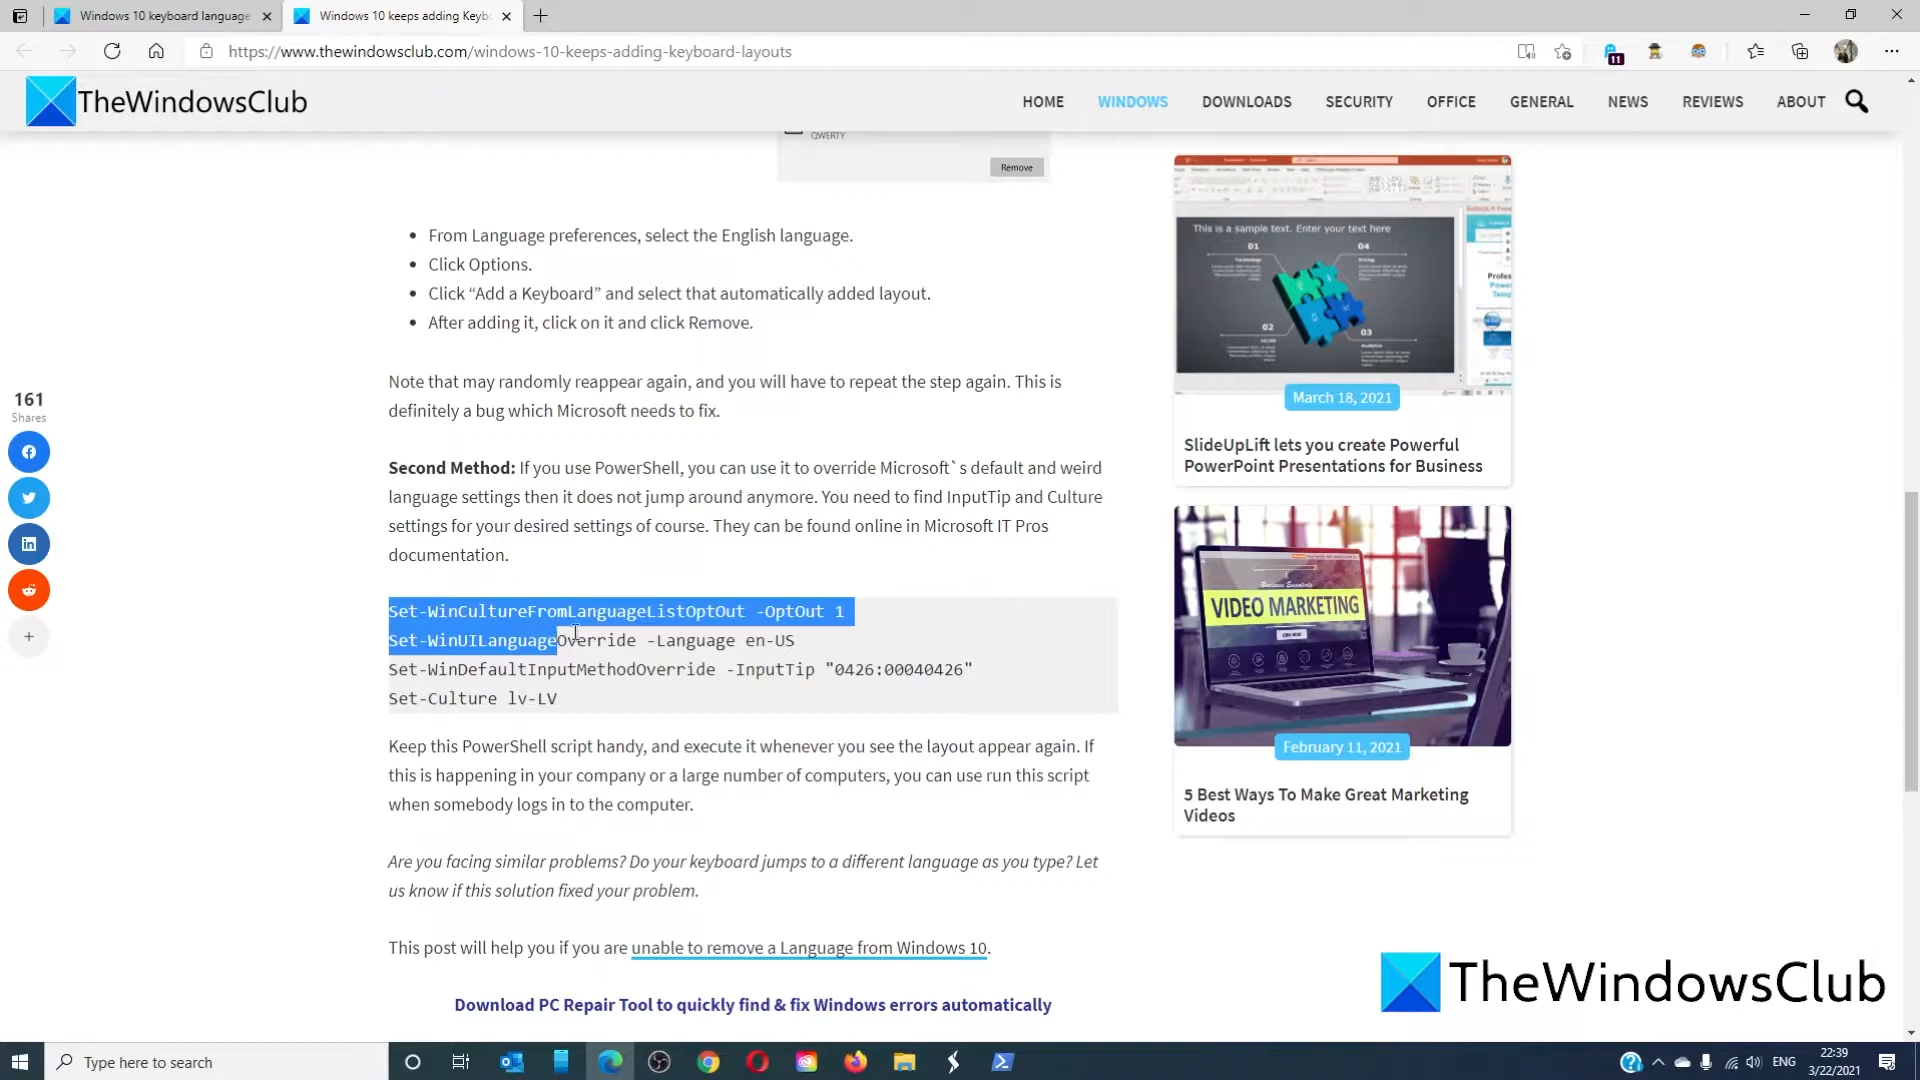 Windows 10 keyboard language
Windows 10 keeps adding Keybo
https://www.thewindowsclub.com/windows-10-keeps-adding-keyboard-layouts
11
TheWindowsClub
HOME WINDOWS DOWNLOADS SECURITY OFFICE GENERAL NEWS REVIEWS ABOUT
QWERTY
Remove
From Language preferences, select the English language.
Click Options.
Click “Add a Keyboard” and select that automatically added layout.
After adding it, click on it and click Remove.
Note that may randomly reappear again, and you will have to repeat the step again. This is
definitely a bug which Microsoft needs to fix.
161
Shares
Second Method: If you use PowerShell, you can use it to override Microsoft`s default and weird
language settings then it does not jump around anymore. You need to find InputTip and Culture
settings for your desired settings of course. They can be found online in Microsoft IT Pros
documentation.
Set-WinCultureFromLanguageListOptOut -OptOut 1
Set-WinUILanguageOverride -Language en-US
Set-WinDefaultInputMethodOverride -InputTip "0426:00040426"
Set-Culture lv-LV
Keep this PowerShell script handy, and execute it whenever you see the layout appear again. If
this is happening in your company or a large number of computers, you can use run this script
when somebody logs in to the computer.
Are you facing similar problems? Do your keyboard jumps to a different language as you type? Let
us know if this solution fixed your problem.
This post will help you if you are unable to remove a Language from Windows 10.
Download PC Repair Tool to quickly find & fix Windows errors automatically
This is a sample text. Enter your text here
01
04
02
03
Profes
Power
Temp
March 18, 2021
SlideUpLift lets you create Powerful
PowerPoint Presentations for Business
Business Essentials
VIDEO MARKETING
JOIN NOW
February 11, 2021
5 Best Ways To Make Great Marketing
Videos
TheWindowsClub
Type here to search
ENG
22:39
3/22/2021